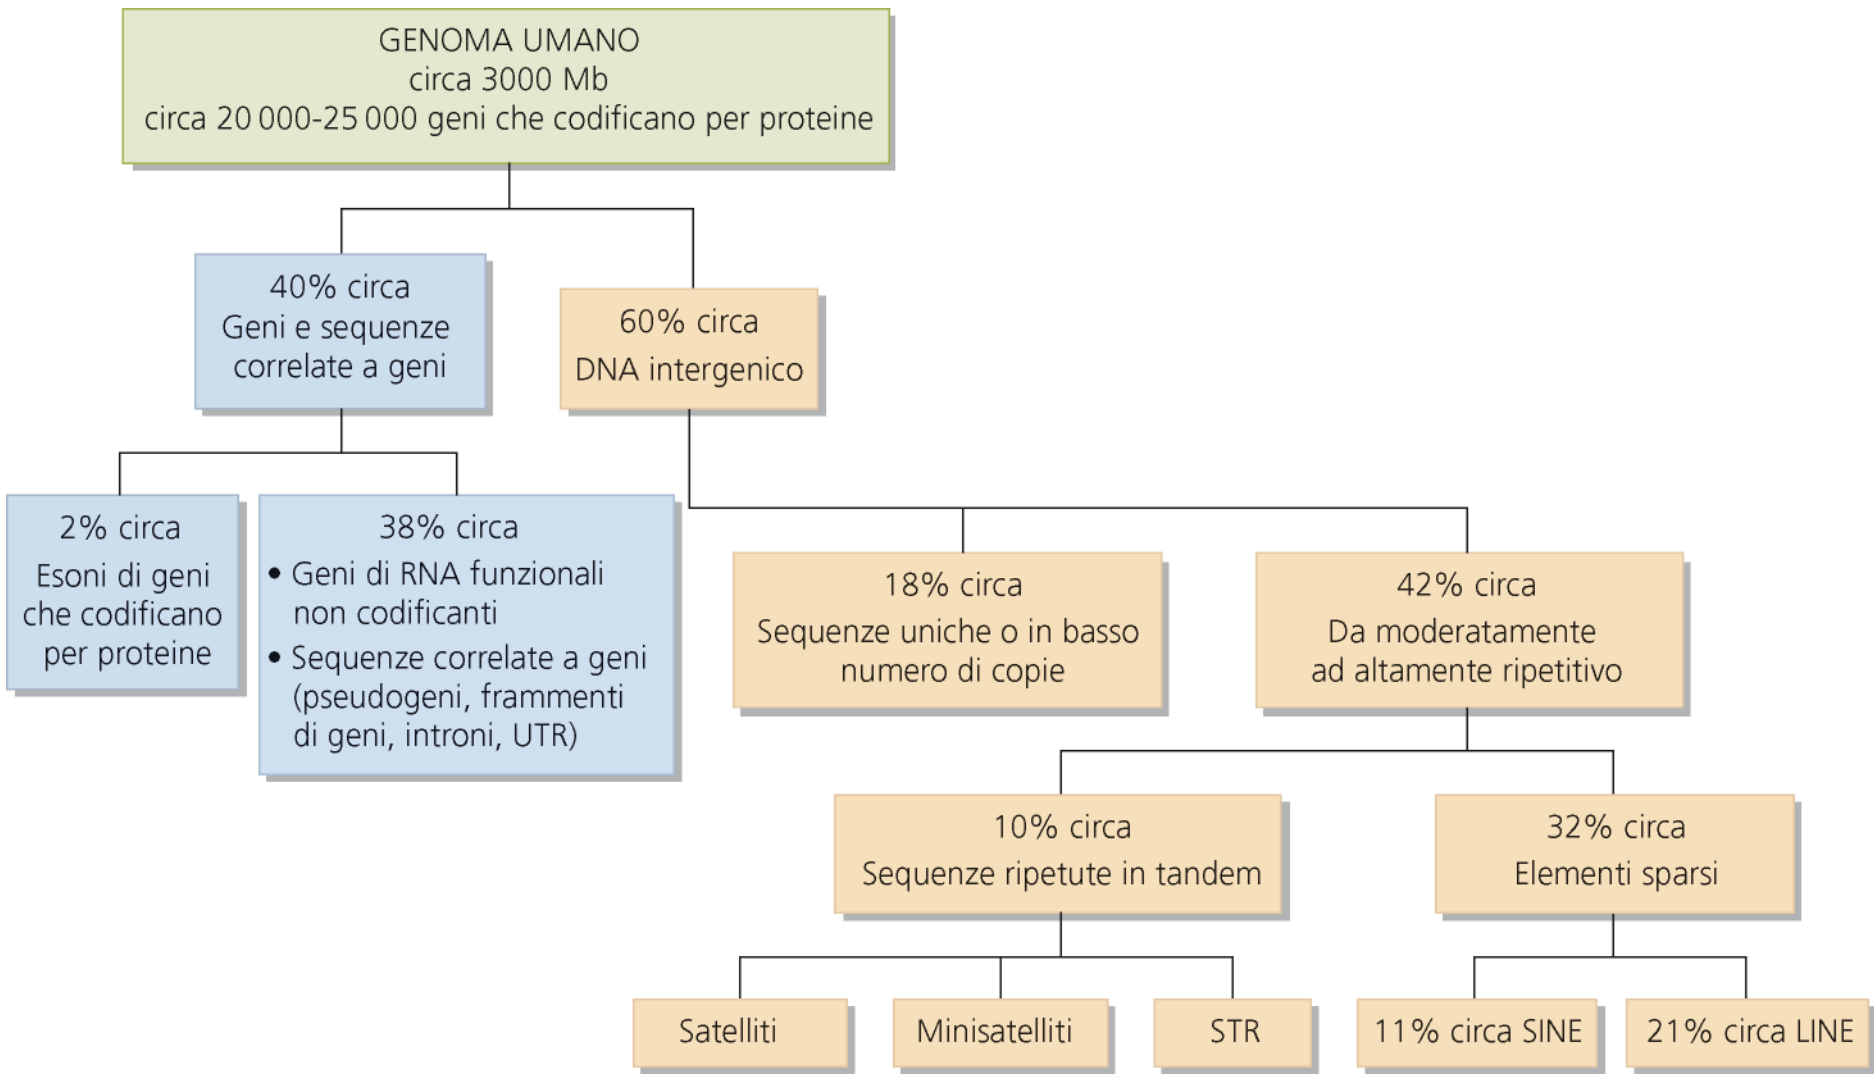 GENOMA UMANO
circa 3000 Mb
circa 20 000-25 000 geni che codificano per proteine
40% circa
Geni e sequenze
correlate a geni
60% circa
DNA intergenico
2% circa
Esoni di geni
che codificano
per proteine
38% circa
• Geni di RNA funzionali
non codificanti
• Sequenze correlate a geni
(pseudogeni, frammenti
di geni, introni, UTR)
18% circa
Sequenze uniche o in basso
numero di copie
42% circa
Da moderatamente
ad altamente ripetitivo
10% circa
Sequenze ripetute in tandem
32% circa
Elementi sparsi
Satelliti
Minisatelliti
STR
11% circa SINE
21% circa LINE